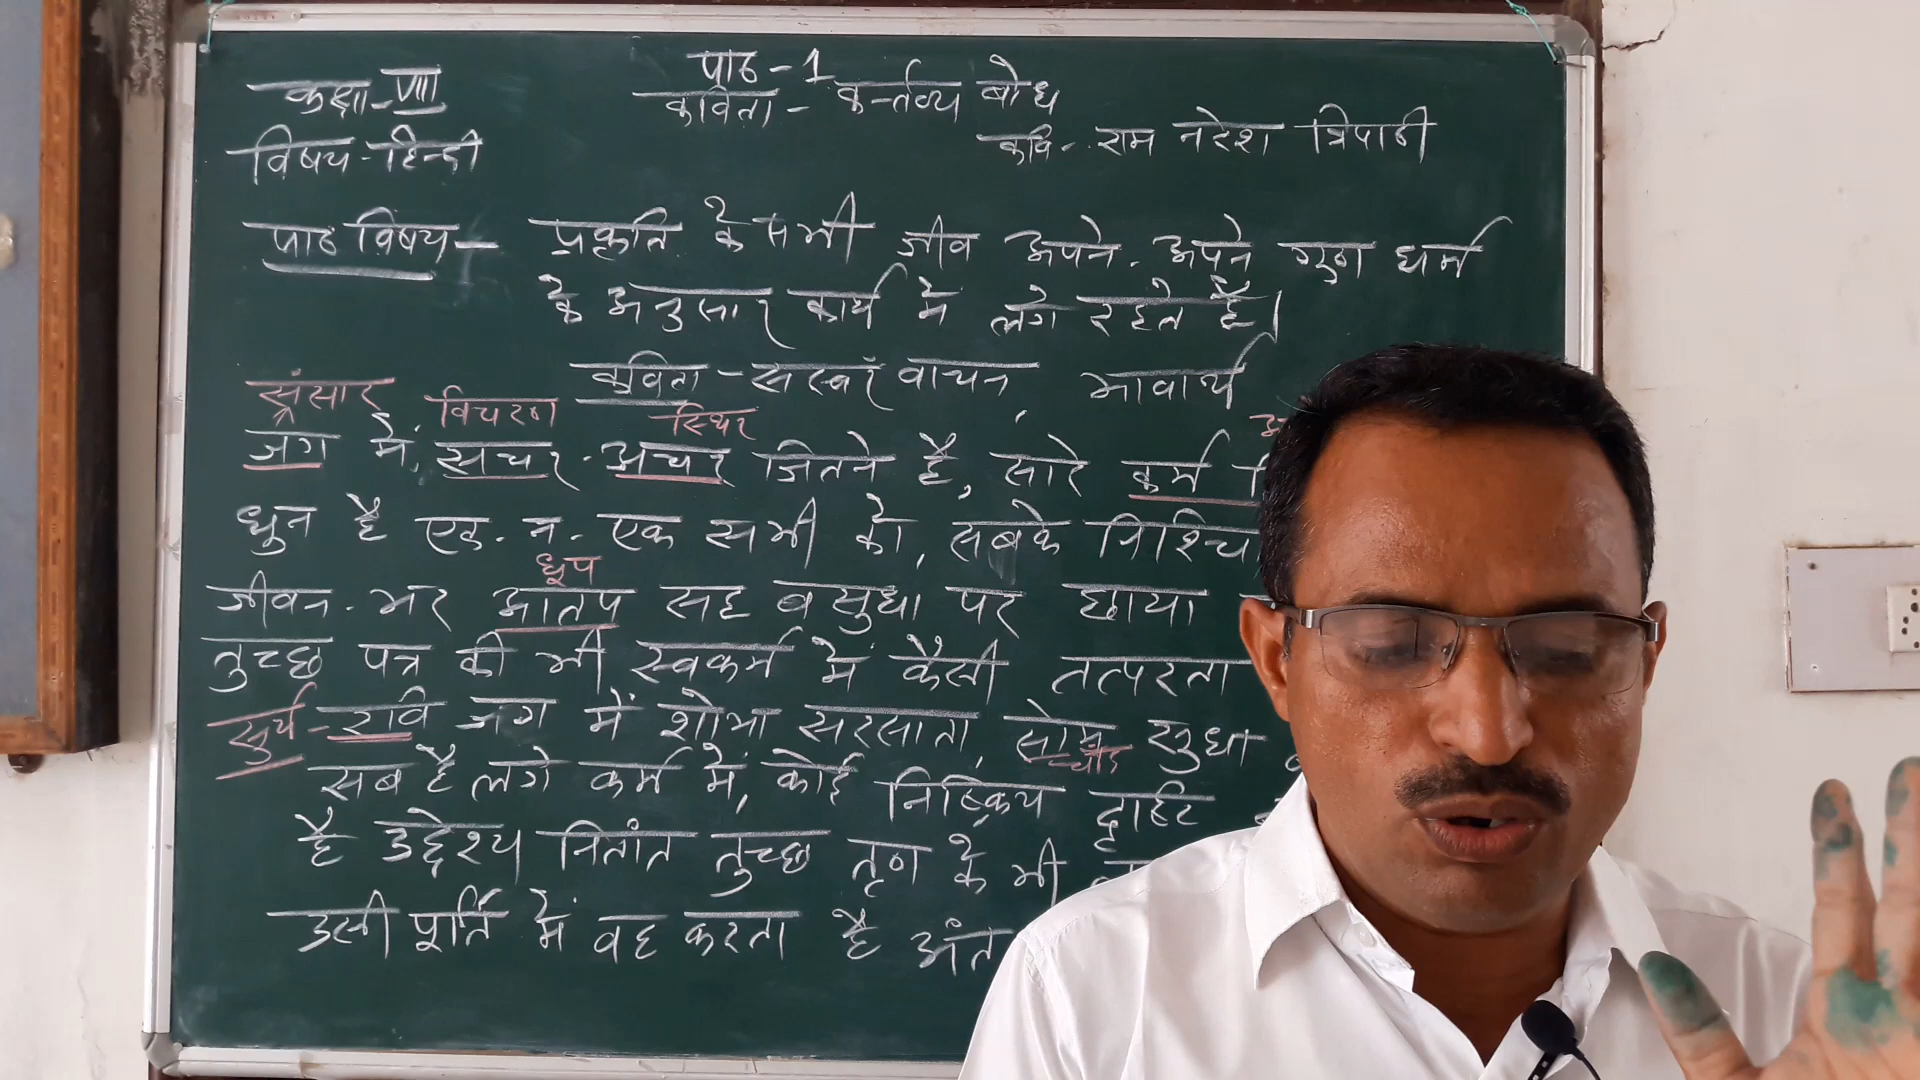 पाठ-1
कक्षा-VIII
कविता- कर्त्तव्य बोध
विषय-हिन्दी
कवि- राम नरेश त्रिपाठी
पाठ विषय- प्रकृति के सभी जीव अपने-अपने गुण धर्म
के अनुसार कार्य में लगे रहते है।
कविता-सस्वर वाचन, भावार्थ
संसार विचरण स्थिर
जग में, सचर-अचर जितने है, सारे कर्म
धुन है एक-न-एक सभी को, सबके
धूप
जीवन-भर आतप सह वसुधा पर छाया
तुच्छ पत्र की भी स्वकर्म में कैसी तत्परता
सूर्य-रवि जग में शोभा सरसाता, सोम सुधा
चाँद
सब है लगे कर्म में, कोई निष्क्रिय दृष्टि
है उद्देश्य नितांत तुच्छ तृण के भी
उसी पूर्ति में वह करता है अंत